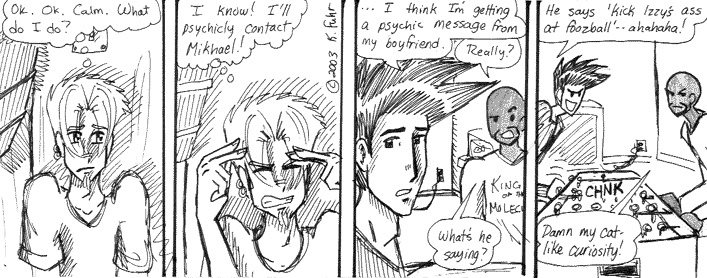 Ok. Ok. Calm. What
do I do?
I know! I'll
psychicly contact
Mikhael!
©2003 K. Fuhr
... I think I'm getting
a psychic message from
my boyfriend.
Really?
KING
OF THE
MOLEC
What's he
saying?
He says 'kick Izzy's ass
at foozball'--ahahaha!
CHNK
Damn my cat-
like curiosity!